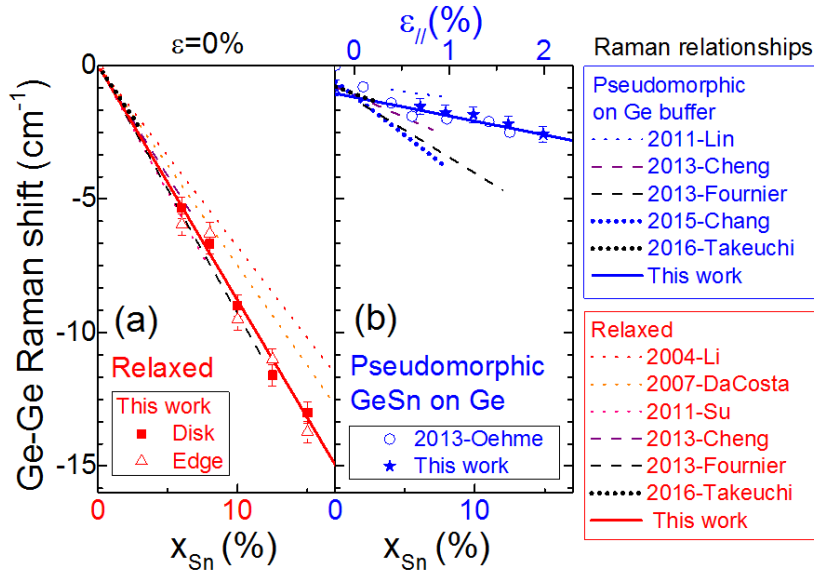 ε=0%
ε//(%)
0 1 2
Raman relationships
Ge-Ge Raman shift (cm-1)
0
-5
-10
-15
(a)
Relaxed
This work
Disk
Edge
0 10
xSn (%)
(b)
Pseudomorphic
GeSn on Ge
2013-Oehme
This work
0 10
xSn (%)
Pseudomorphic
on Ge buffer
2011-Lin
2013-Cheng
2013-Fournier
2015-Chang
2016-Takeuchi
This work
Relaxed
2004-Li
2007-DaCosta
2011-Su
2013-Cheng
2013-Fournier
2016-Takeuchi
This work